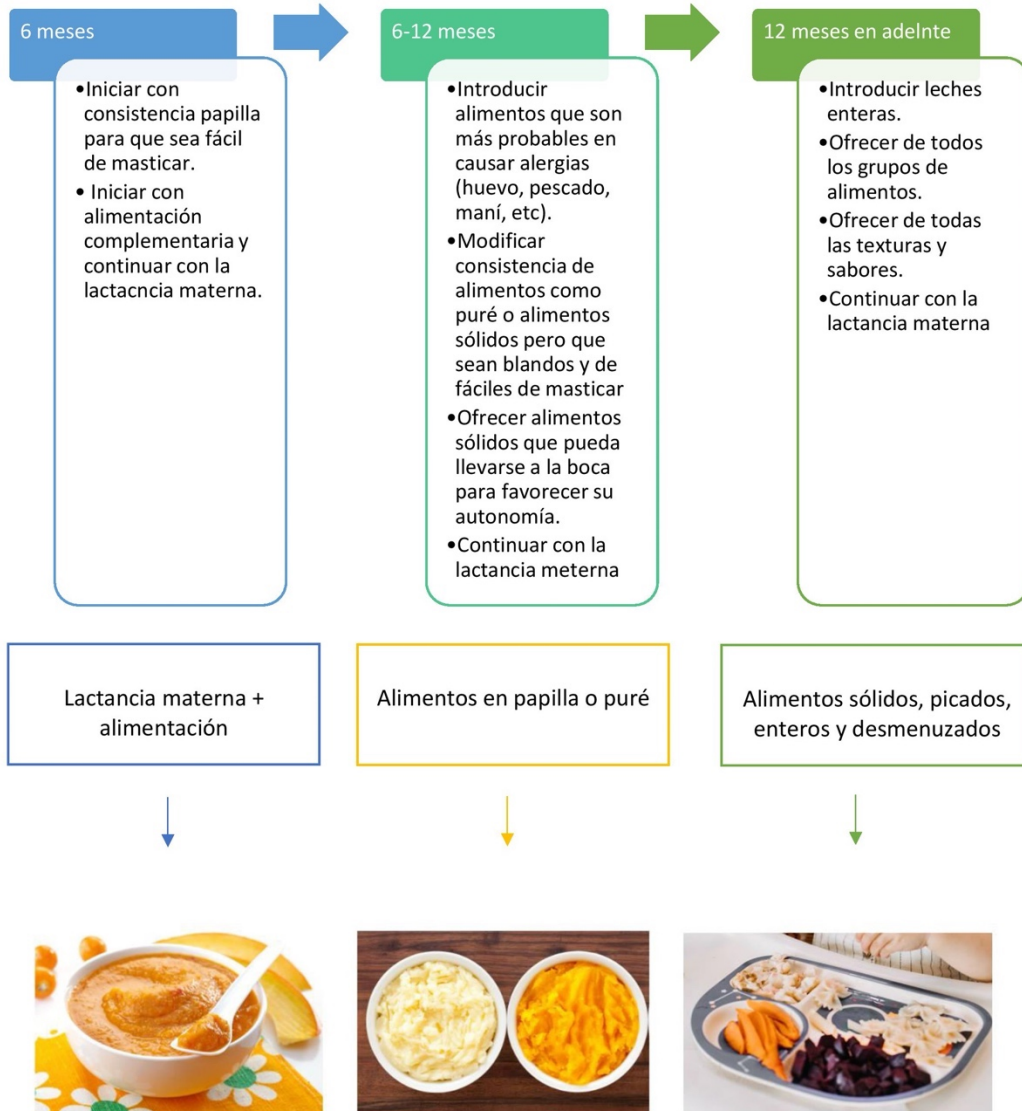 6 meses
•Iniciar con
consistencia papilla
para que sea fácil
de masticar.
• Iniciar con
alimentación
complementaria y
continuar con la
lactacncia materna.
6-12 meses
•Introducir
alimentos que son
más probables en
causar alergias
(huevo, pescado,
maní, etc).
•Modificar
consistencia de
alimentos como
puré o alimentos
sólidos pero que
sean blandos y de
fáciles de masticar
•Ofrecer alimentos
sólidos que pueda
llevarse a la boca
para favorecer su
autonomía.
•Continuar con la
lactancia meterna
12 meses en adelnte
•Introducir leches
enteras.
•Ofrecer de todos
los grupos de
alimentos.
•Ofrecer de todas
las texturas y
sabores.
•Continuar con la
lactancia materna
Lactancia materna +
alimentación
Alimentos en papilla o puré
Alimentos sólidos, picados,
enteros y desmenuzados